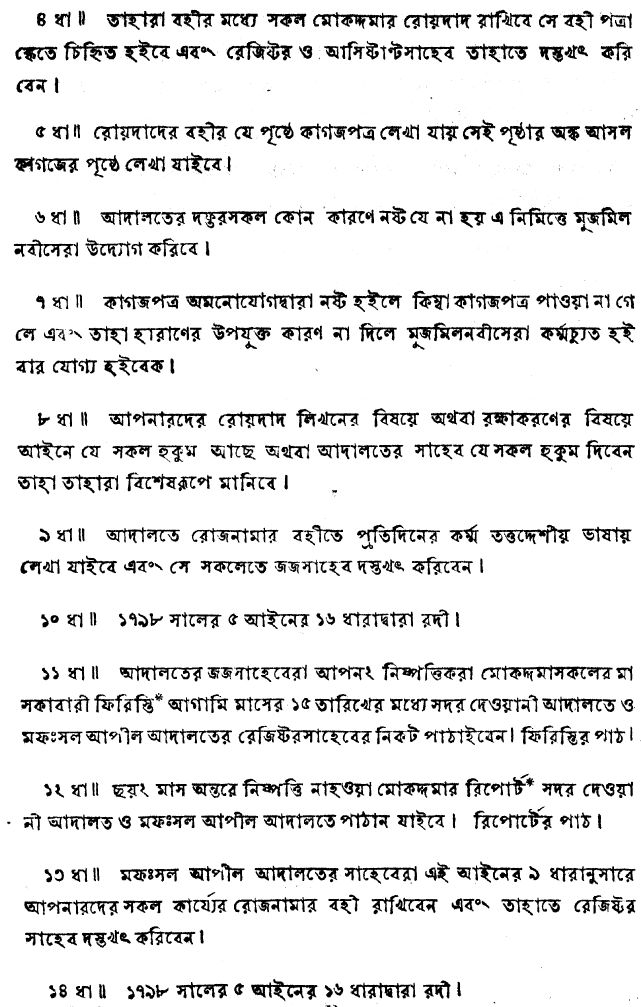 ৪ ধা॥ তাহারা বহীর মধ্যে সকল মোকদ্দমার রোয়দাদ রাখিবে সে বহী পত্রা
ঙ্কেতে চিহ্নিত হইবে এবং রেজিষ্টর ও আসিষ্টাণ্টসাহেব তাহাতে দস্তখৎ করি
বেন।
৫ ধা॥ রোয়দাদের বহীর যে পৃষ্ঠে কাগজপত্র লেখা যায় সেই পৃষ্ঠার অঙ্ক আসল
কাগজের পৃষ্ঠে লেখা যাইবে।
৬ ধা॥ আদালতের দফ্তরসকল কোন কারণে নষ্ট যে না হয় এ নিমিত্তে মুজমিল
নবীসেরা উদ্যোগ করিবে।
৭ ধা॥ কাগজপত্র অমনোযোগদ্বারা নষ্ট হইলে কিম্বা কাগজপত্র পাওয়া না গে
লে এবং তাহা হারাণের উপযুক্ত কারণ না দিলে মুজমিলনবীসেরা কর্ম্মচ্যুত হই
বার যোগ্য হইবেক।
৮ ধা॥ আপনারদের রোয়দাদ লিখনের বিষয়ে অথবা রক্ষাকরণের বিষয়ে
আইনে যে সকল হুকুম আছে অথবা আদালতের সাহেব যে সকল হুকুম দিবেন
তাহা তাহারা বিশেষরূপে মানিবে।
৯ ধা॥ আদালতে রোজনামার বহীতে প্রতিদিনের কর্ম্ম তত্তদ্দেশীয় ভাষায়
লেখা যাইবে এবং সে সকলেতে জজসাহেব দস্তখৎ করিবেন।
১০ ধা॥ ১৭৯৮ সালের ৫ আইনের ১৬ ধারাদ্বারা রদী।
১১ ধা॥ আদালতের জজসাহেবেরা আপন২ নিষ্পত্তিকরা মোকদ্দমাসকলের মা
সকাবারী ফিরিস্তি* আগামি মাসের ১৫ তারিখের মধ্যে সদর দেওয়ানী আদালতে ও
মফঃসল আপীল আদালতের রেজিষ্টরসাহেবের নিকট পাঠাইবেন। ফিরিস্তির পাঠ।
১২ ধা॥ ছয়২ মাস অন্তরে নিষ্পত্তি নাহওয়া মোকদ্দমার রিপোর্ট* সদর দেওয়া
নী আদালত ও মফঃসল আপীল আদালতে পাঠান যাইবে। রিপোর্টের পাঠ।
১৩ ধা॥ মফঃসল আপীল আদালতের সাহেবেরা এই আইনের ৯ ধারানুসারে
আপনারদের সকল কার্য্যের রোজনামার বহী রাখিবেন এবং তাহাতে রেজিষ্টর
সাহেব দস্তখৎ করিবেন।
১৪ ধা॥ ১৭৯৮ সালের ৫ আইনের ১৬ ধারাদ্বারা রদী।